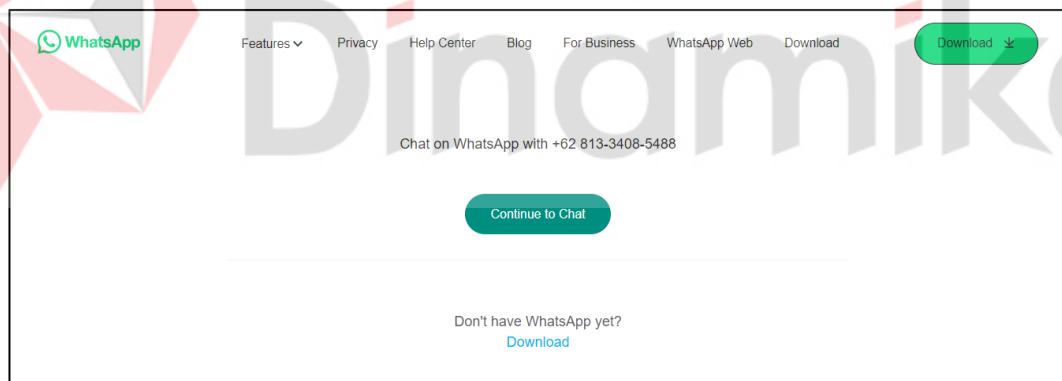 WhatsApp Features Privacy Help Center Blog For Business WhatsApp Web Download Download
Dinamika
Chat on WhatsApp with +62 813-3408-5488
Continue to Chat
Don't have WhatsApp yet?
Download